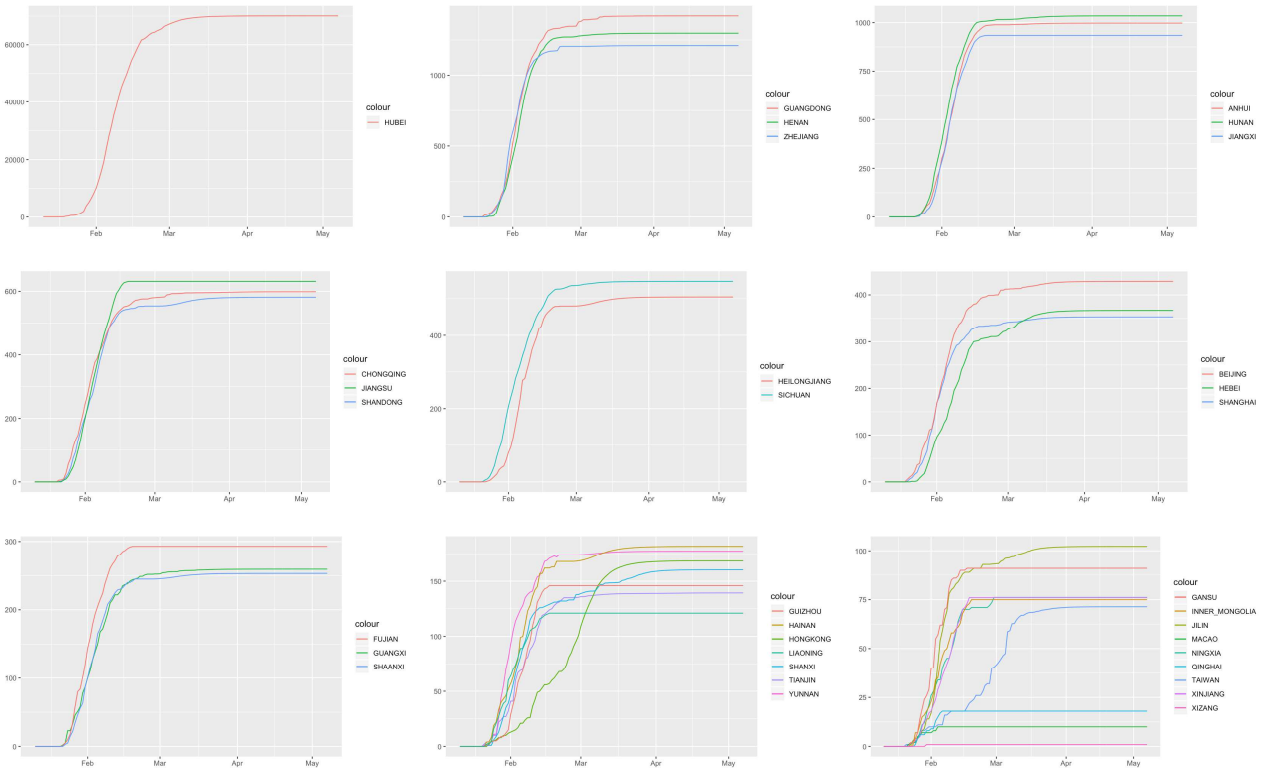 60000
40000
20000
0
Feb
Mar
Apr
May
colour
HUBEI
1000
500
0
Feb
Mar
Apr
May
colour
GUANGDONG
HENAN
ZHEJIANG
1000
750
500
250
0
Feb
Mar
Apr
May
colour
ANHUI
HUNAN
JIANGXI
600
400
200
0
Feb
Mar
Apr
May
colour
CHONGQING
JIANGSU
SHANDONG
400
200
0
Feb
Mar
Apr
May
colour
HEILONGJIANG
SICHUAN
400
300
200
100
0
Feb
Mar
Apr
May
colour
BEIJING
HEBEI
SHANGHAI
300
200
100
0
Feb
Mar
Apr
May
colour
FUJIAN
GUANGXI
SHAANXI
150
100
50
0
Feb
Mar
Apr
May
colour
GUIZHOU
HAINAN
HONGKONG
LIAONING
SHANXI
TIANJIN
YUNNAN
100
75
50
25
0
Feb
Mar
Apr
May
colour
GANSU
INNER_MONGOLIA
JILIN
MACAO
NINGXIA
QINGHAI
TAIWAN
XINJIANG
XIZANG